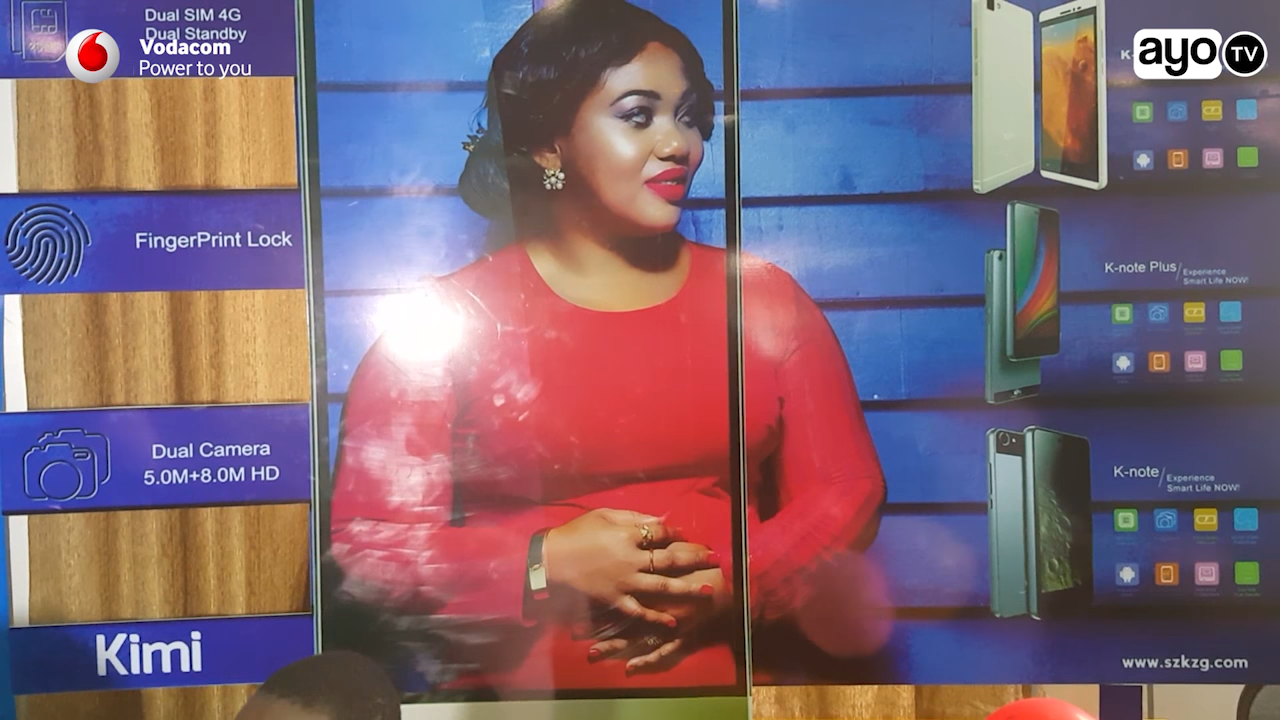 Dual SIM 4G
Dual Standby
Vodacom
Power to you
FingerPrint Lock
Dual Camera
5.0M+8.0M HD
Kimi
ayo TV
K-
K-note Plus/ Experience
Smart Life NOW!
K-note/ Experience
Smart Life NOW!
www.szkzg.com